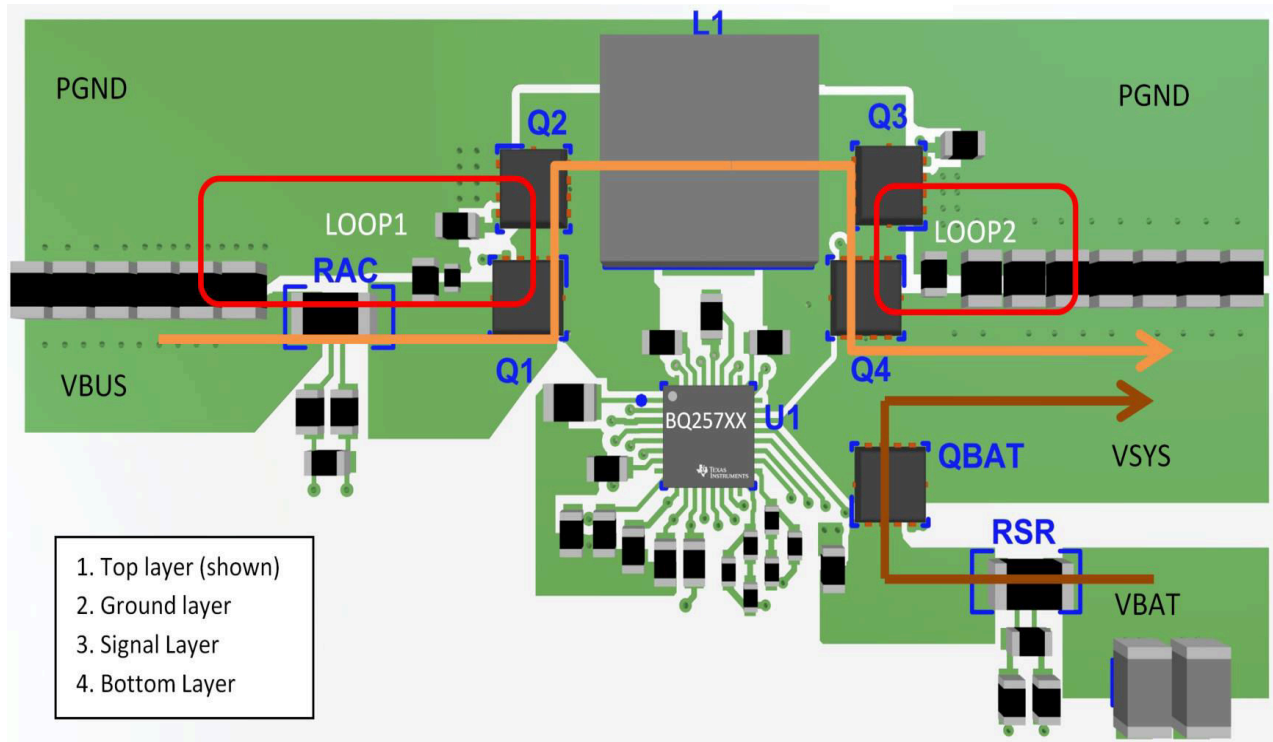 L1
PGND
PGND
Q2
Q3
LOOP1
LOOP2
RAC
VBUS
Q1
Q4
BQ257XX
U1
TEXAS
INSTRUMENTS
QBAT
VSYS
RSR
VBAT
1. Top layer (shown)
2. Ground layer
3. Signal Layer
4. Bottom Layer